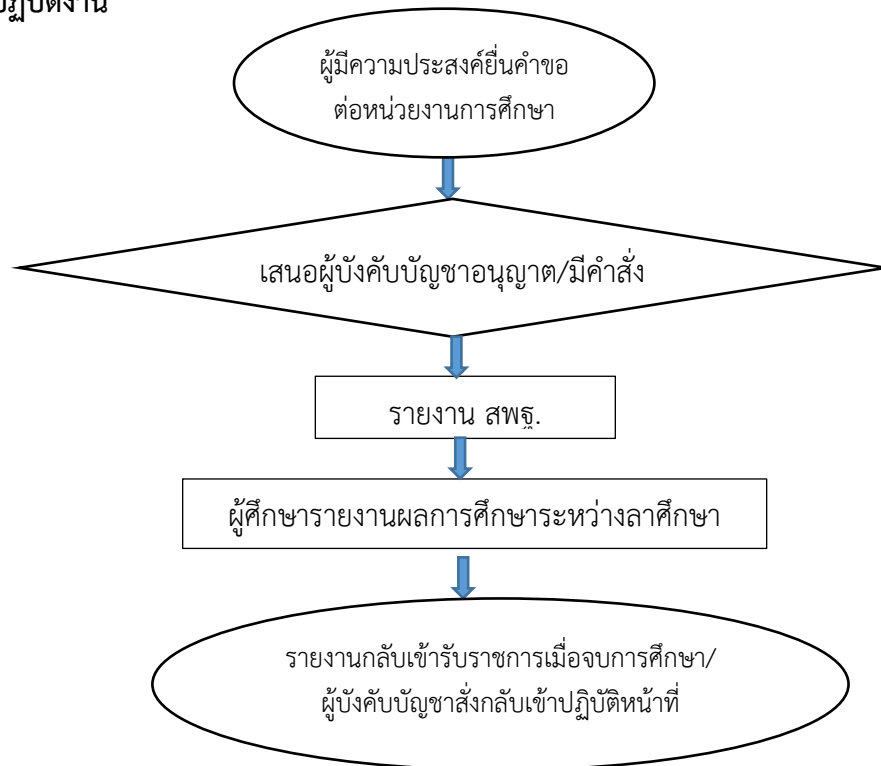 ปฏิบัติงาน
ผู้มีความประสงค์ยื่นคำขอ
ต่อหน่วยงานการศึกษา
เสนอผู้บังคับบัญชาอนุญาต/มีคำสั่ง
รายงาน สพฐ.
ผู้ศึกษารายงานผลการศึกษาระหว่างลาศึกษา
รายงานกลับเข้ารับราชการเมื่อจบการศึกษา/
ผู้บังคับบัญชาสั่งกลับเข้าปฏิบัติหน้าที่